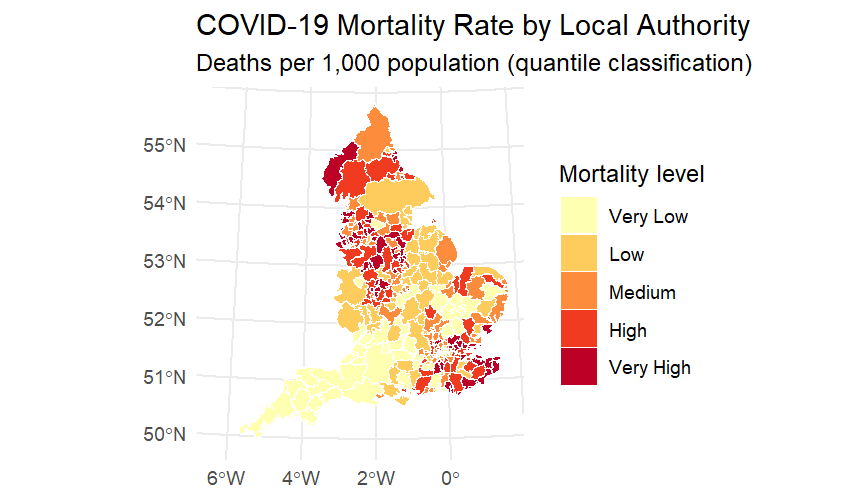 COVID-19 Mortality Rate by Local Authority
Deaths per 1,000 population (quantile classification)
55°N
54°N
53°N
52°N
51°N
50°N
6°W
4°W
2°W
0°
Mortality level
Very Low
Low
Medium
High
Very High